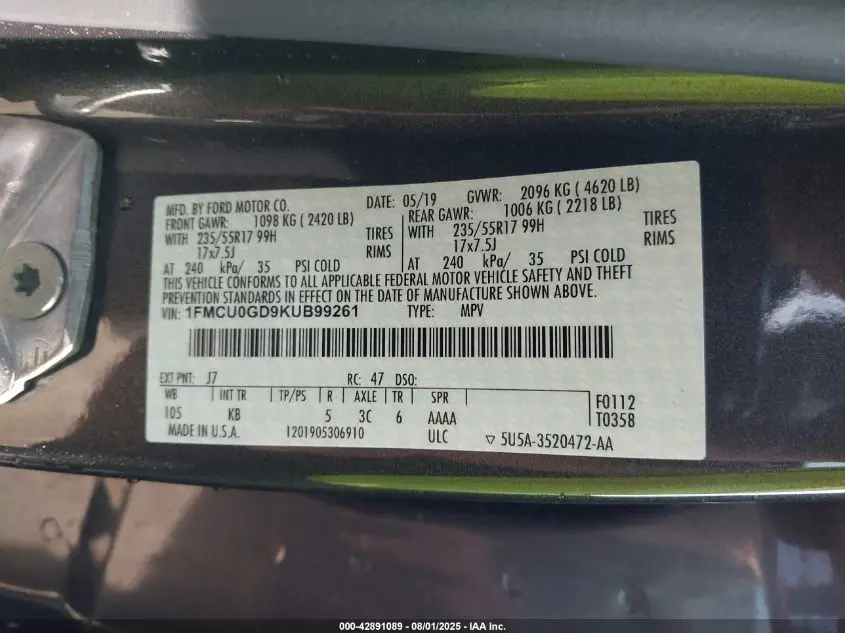 MFD. BY FORD MOTOR CO. DATE: 05/19 GVWR: 2096 KG ( 4620 LB)
FRONT GAWR: 1098 KG ( 2420 LB) REAR GAWR: 1006 KG ( 2218 LB)
WITH 235/55R17 99H TIRES WITH 235/55R17 99H TIRES
17x7.5J RIMS 17x7.5J RIMS
AT 240 kPa/ 35 PSI COLD AT 240 kPa/ 35 PSI COLD
THIS VEHICLE CONFORMS TO ALL APPLICABLE FEDERAL MOTOR VEHICLE SAFETY AND THEFT
PREVENTION STANDARDS IN EFFECT ON THE DATE OF MANUFACTURE SHOWN ABOVE.
VIN: 1FMCU0GD9KUB99261 TYPE: MPV
EXT PNT: J7 RC: 47 DSO:
WB INT TR TP/PS R AXLE TR SPR F0112
105 KB 5 3C 6 AAAA T0358
MADE IN U.S.A. 1201905306910 ULC ▽ 5U5A-3520472-AA
000-42891089 - 08/01/2025 - IAA Inc.